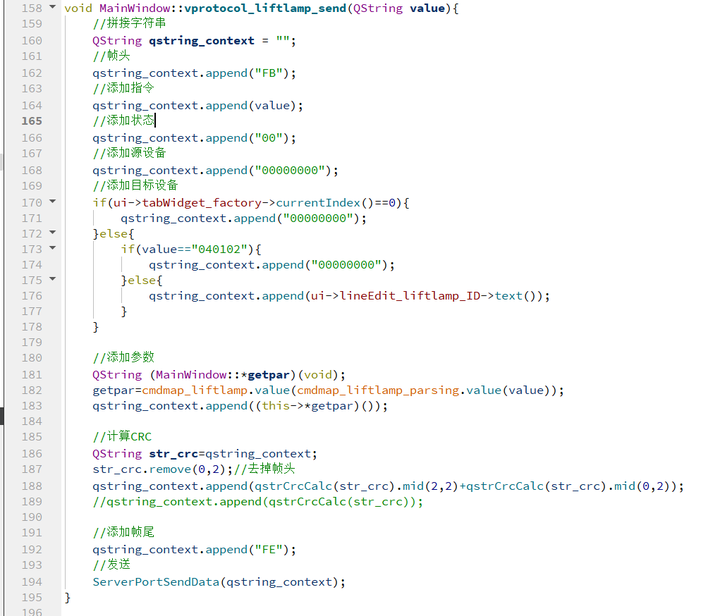 158 void MainWindow::vprotocol_liftlamp_send(QString value){
159     //拼接字符串
160     QString qstring_context = "";
161     //帧头
162     qstring_context.append("FB");
163     //添加指令
164     qstring_context.append(value);
165     //添加状态
166     qstring_context.append("00");
167     //添加源设备
168     qstring_context.append("00000000");
169     //添加目标设备
170     if(ui->tabWidget_factory->currentIndex()==0){
171         qstring_context.append("00000000");
172     }else{
173         if(value=="040102"){
174             qstring_context.append("00000000");
175         }else{
176             qstring_context.append(ui->lineEdit_liftlamp_ID->text());
177         }
178     }
179
180     //添加参数
181     QString (MainWindow::*getpar)(void);
182     getpar=cmdmap_liftlamp.value(cmdmap_liftlamp_parsing.value(value));
183     qstring_context.append((this->*getpar)());
184
185     //计算CRC
186     QString str_crc=qstring_context;
187     str_crc.remove(0,2);//去掉帧头
188     qstring_context.append(qstrCrcCalc(str_crc).mid(2,2)+qstrCrcCalc(str_crc).mid(0,2));
189     //qstring_context.append(qstrCrcCalc(str_crc));
190
191     //添加帧尾
192     qstring_context.append("FE");
193     //发送
194     ServerPortSendData(qstring_context);
195 }
196